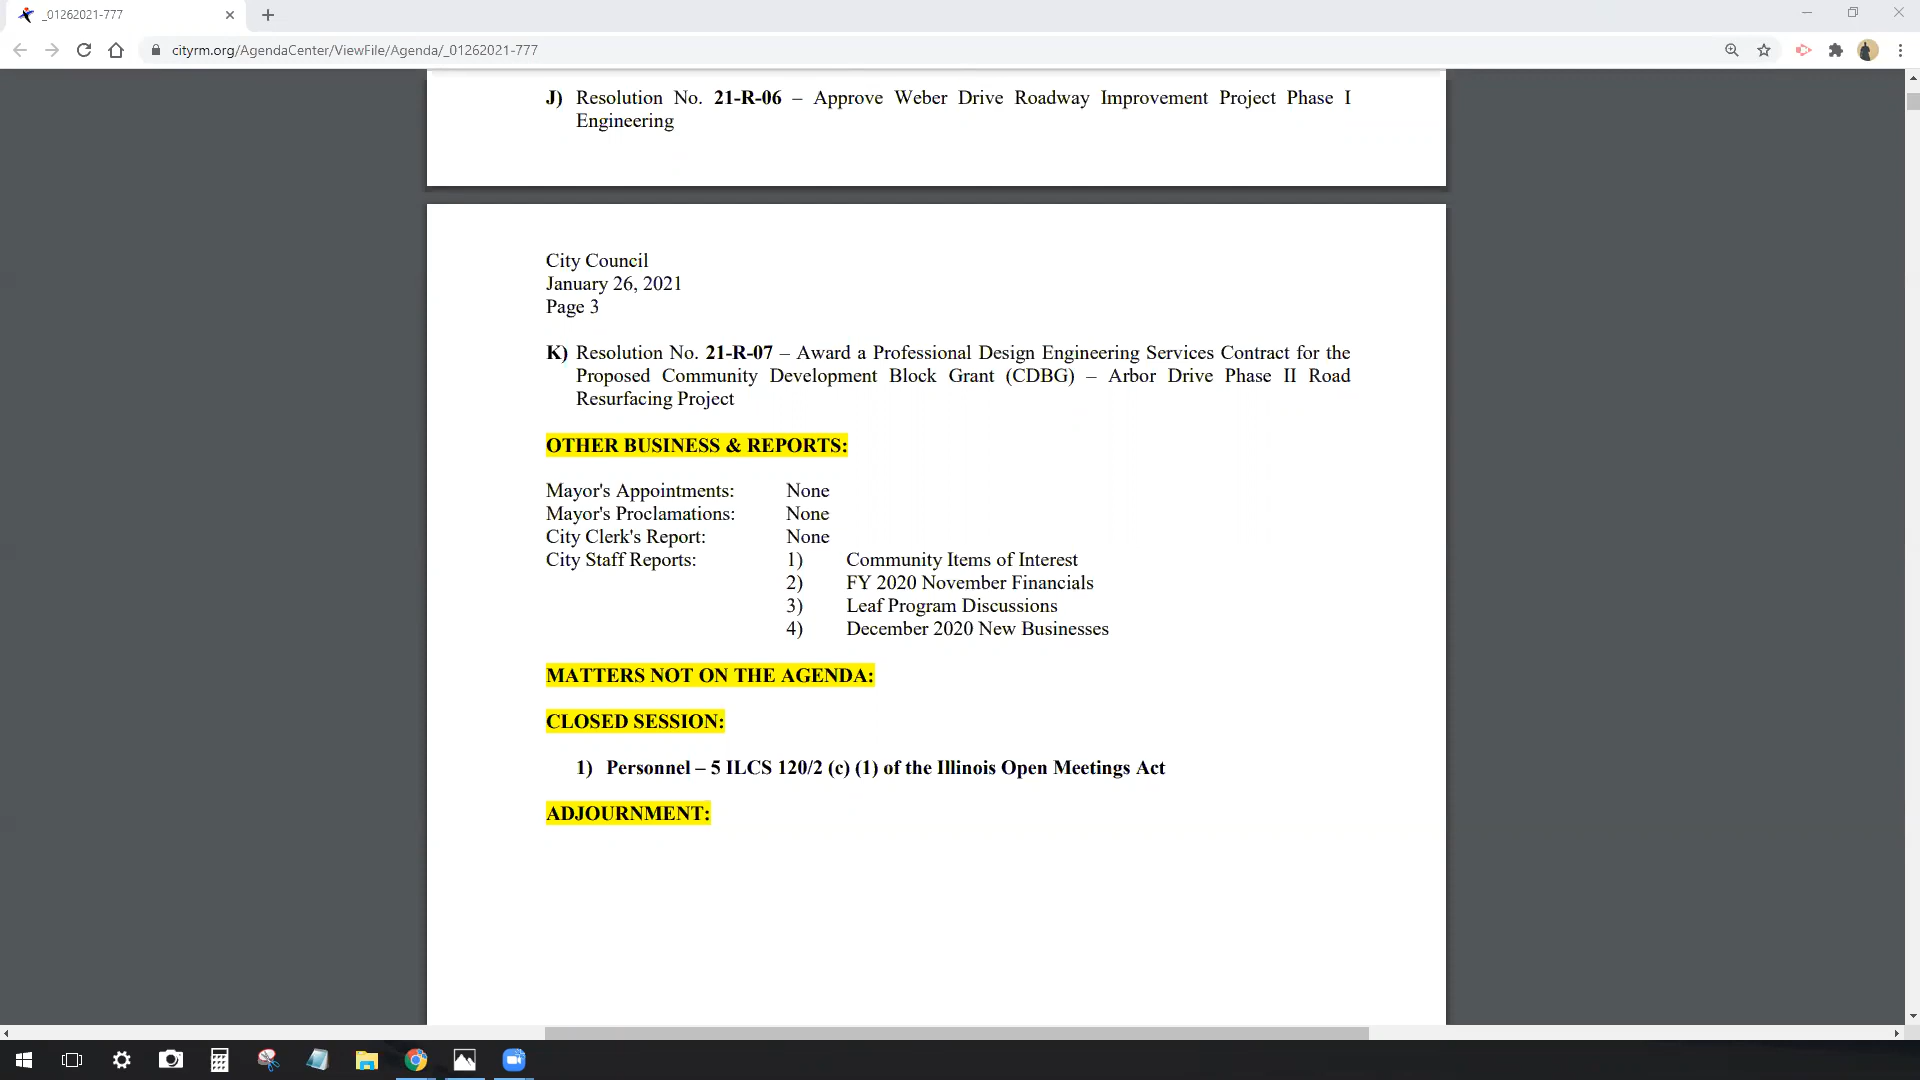 _01262021-777
cityrm.org/AgendaCenter/ViewFile/Agenda/_01262021-777
J) Resolution No. 21-R-06 – Approve Weber Drive Roadway Improvement Project Phase I
Engineering
City Council
January 26, 2021
Page 3
K) Resolution No. 21-R-07 – Award a Professional Design Engineering Services Contract for the
Proposed Community Development Block Grant (CDBG) – Arbor Drive Phase II Road
Resurfacing Project
OTHER BUSINESS & REPORTS:
Mayor's Appointments: None
Mayor's Proclamations: None
City Clerk's Report: None
City Staff Reports: 1) Community Items of Interest
2) FY 2020 November Financials
3) Leaf Program Discussions
4) December 2020 New Businesses
MATTERS NOT ON THE AGENDA:
CLOSED SESSION:
1) Personnel – 5 ILCS 120/2 (c) (1) of the Illinois Open Meetings Act
ADJOURNMENT: